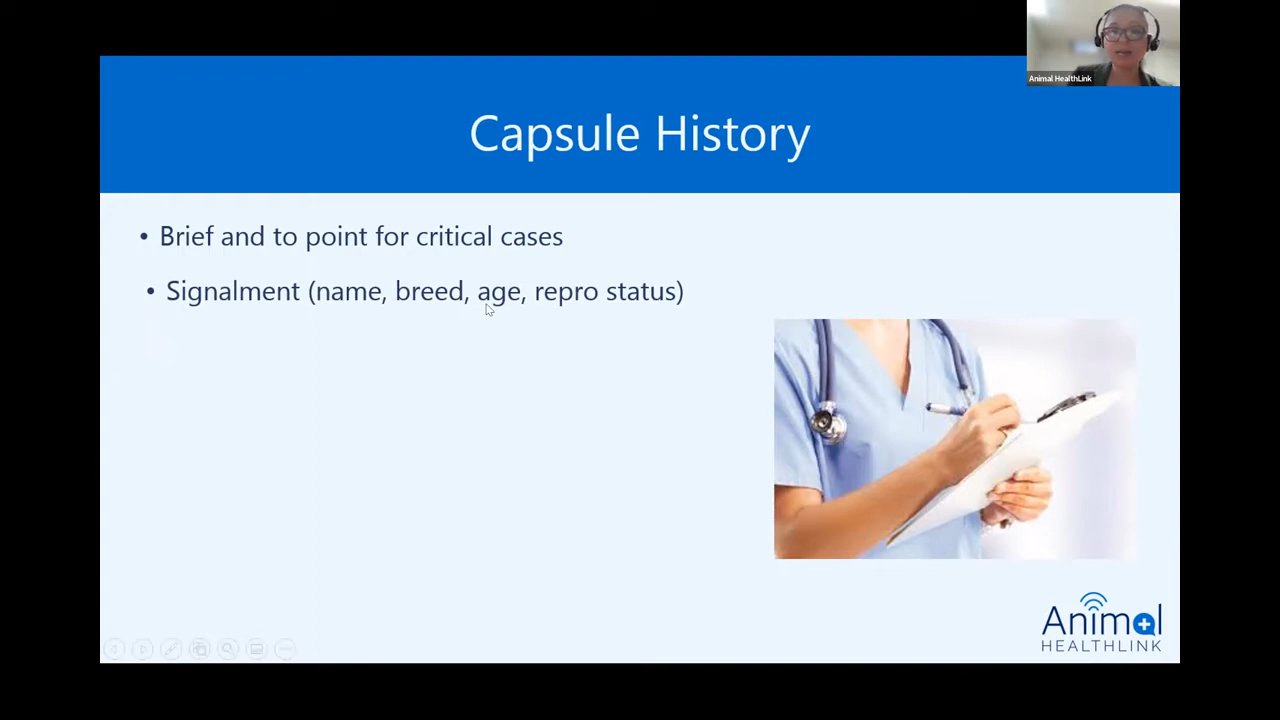 Animal HealthLink
Capsule History
• Brief and to point for critical cases
• Signalment (name, breed, age, repro status)
Animal
HEALTHLINK